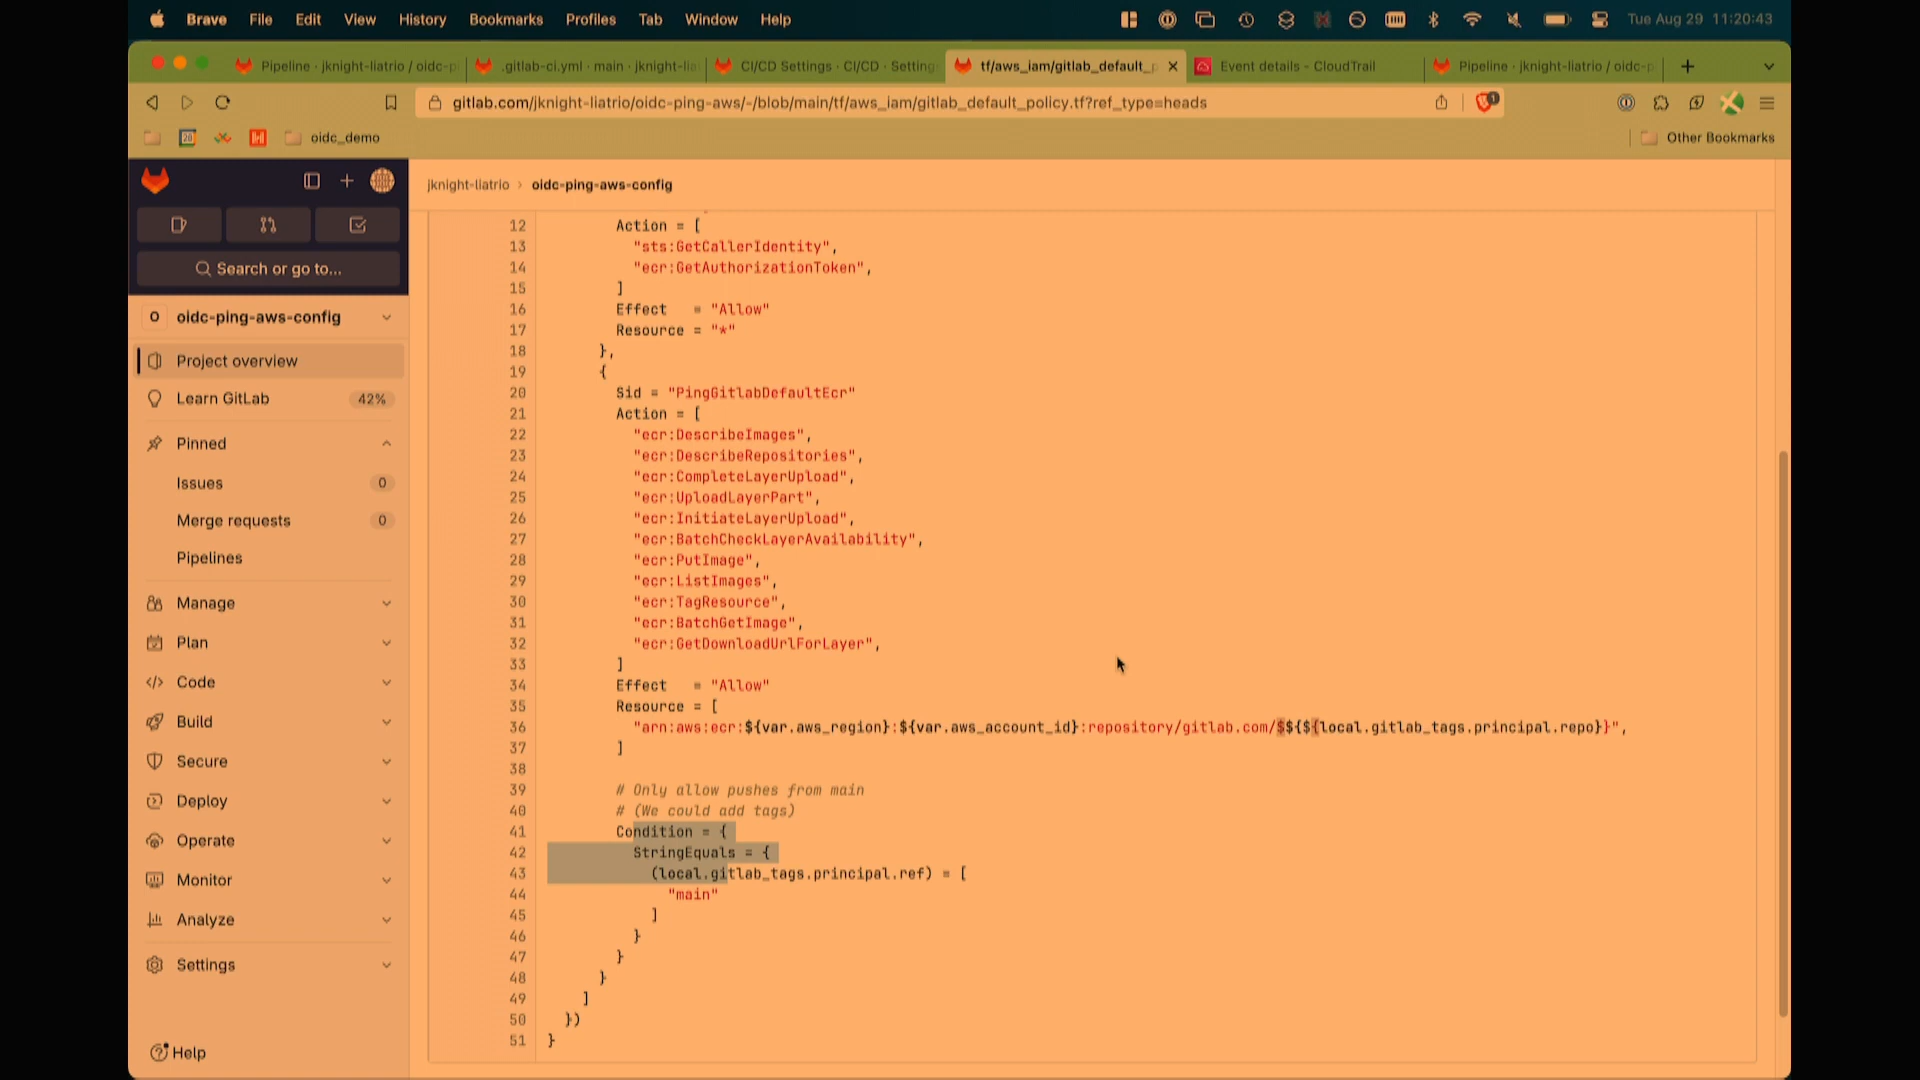 Brave File Edit View History Bookmarks Profiles Tab Window Help Tue Aug 29 11:20:43
Pipeline · jknight-liatrio / oidc-p .gitlab-ci.yml · main · jknight-lia CI/CD Settings · CI/CD · Setting tf/aws_iam/gitlab_default_p Event details - CloudTrail Pipeline · jknight-liatrio / oidc-p
gitlab.com/jknight-liatrio/oidc-ping-aws/-/blob/main/tf/aws_iam/gitlab_default_policy.tf?ref_type=heads 1
oidc_demo Other Bookmarks
jknight-liatrio › oidc-ping-aws-config
Search or go to...
O oidc-ping-aws-config
Project overview
Learn GitLab 42%
Pinned
Issues 0
Merge requests 0
Pipelines
Manage
Plan
Code
Build
Secure
Deploy
Operate
Monitor
Analyze
Settings
Help
12 Action = [
13 "sts:GetCallerIdentity",
14 "ecr:GetAuthorizationToken",
15 ]
16 Effect = "Allow"
17 Resource = "*"
18 },
19 {
20 Sid = "PingGitlabDefaultEcr"
21 Action = [
22 "ecr:DescribeImages",
23 "ecr:DescribeRepositories",
24 "ecr:CompleteLayerUpload",
25 "ecr:UploadLayerPart",
26 "ecr:InitiateLayerUpload",
27 "ecr:BatchCheckLayerAvailability",
28 "ecr:PutImage",
29 "ecr:ListImages",
30 "ecr:TagResource",
31 "ecr:BatchGetImage",
32 "ecr:GetDownloadUrlForLayer",
33 ]
34 Effect = "Allow"
35 Resource = [
36 "arn:aws:ecr:${var.aws_region}:${var.aws_account_id}:repository/gitlab.com/$${${local.gitlab_tags.principal.repo}}",
37 ]
38
39 # Only allow pushes from main
40 # (We could add tags)
41 Condition = {
42 StringEquals = {
43 (local.gitlab_tags.principal.ref) = [
44 "main"
45 ]
46 }
47 }
48 }
49 ]
50 })
51 }